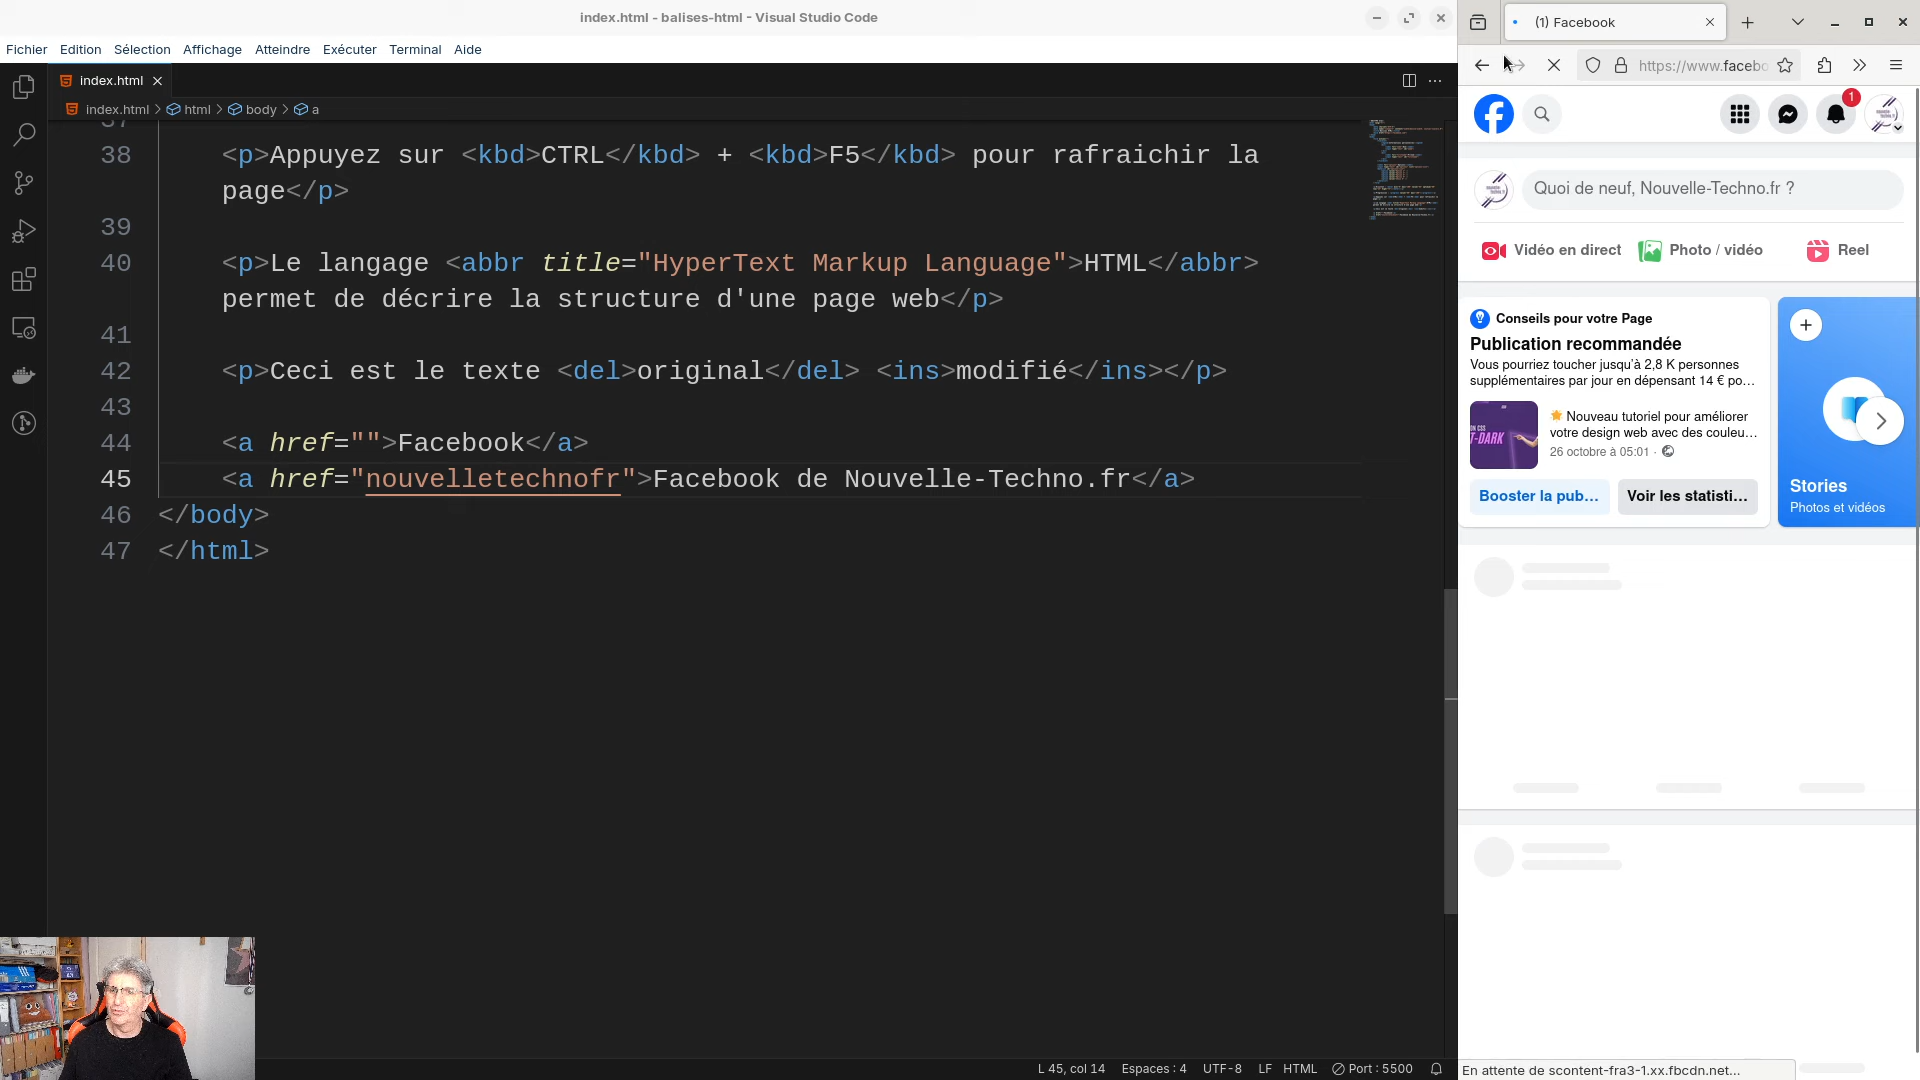 index.html - balises-html - Visual Studio Code
Fichier Edition Sélection Affichage Atteindre Exécuter Terminal Aide
index.html
index.html > html > body > a
37
38 <p>Appuyez sur <kbd>CTRL</kbd> + <kbd>F5</kbd> pour rafraichir la
page</p>
39
40 <p>Le langage <abbr title="HyperText Markup Language">HTML</abbr>
permet de décrire la structure d'une page web</p>
41
42 <p>Ceci est le texte <del>original</del> <ins>modifié</ins></p>
43
44 <a href="">Facebook</a>
45 <a href="nouvelletechnofr">Facebook de Nouvelle-Techno.fr</a>
46 </body>
47 </html>
L 45, col 14 Espaces : 4 UTF-8 LF HTML Port : 5500
(1) Facebook
https://www.facebo
1
Quoi de neuf, Nouvelle-Techno.fr ?
Vidéo en direct Photo / vidéo Reel
Conseils pour votre Page
Publication recommandée
Vous pourriez toucher jusqu'à 2,8 K personnes
supplémentaires par jour en dépensant 14 € po...
T-DARK
Nouveau tutoriel pour améliorer
votre design web avec des couleu...
26 octobre à 05:01 ·
Booster la pub... Voir les statisti...
Stories
Photos et vidéos
En attente de scontent-fra3-1.xx.fbcdn.net...